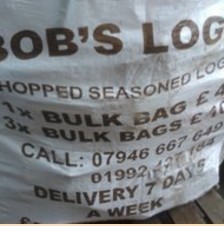 BOB'S LOG
HOPPED SEASONED LOG
1x BULK BAG £4
3x BULK BAGS £
CALL: 07946 667
01992
DELIVERY 7 DAYS
A WEEK